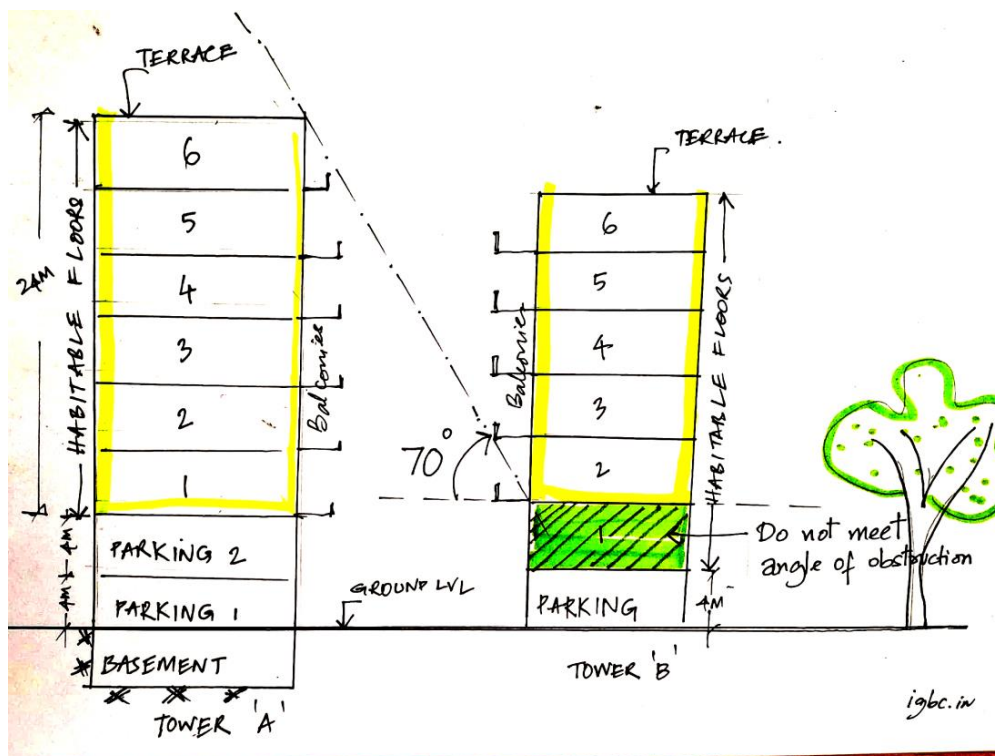 TERRACE
6
5
4
3
2
1
24M
HABITABLE FLOORS
Balconies
4M
4M
PARKING 2
PARKING 1
BASEMENT
TOWER 'A'
GROUND LVL
70°
TERRACE.
6
5
4
3
2
1
Balconies
HABITABLE FLOORS
Do not meet
angle of obstruction
PARKING
4M
TOWER 'B'
igbc.in